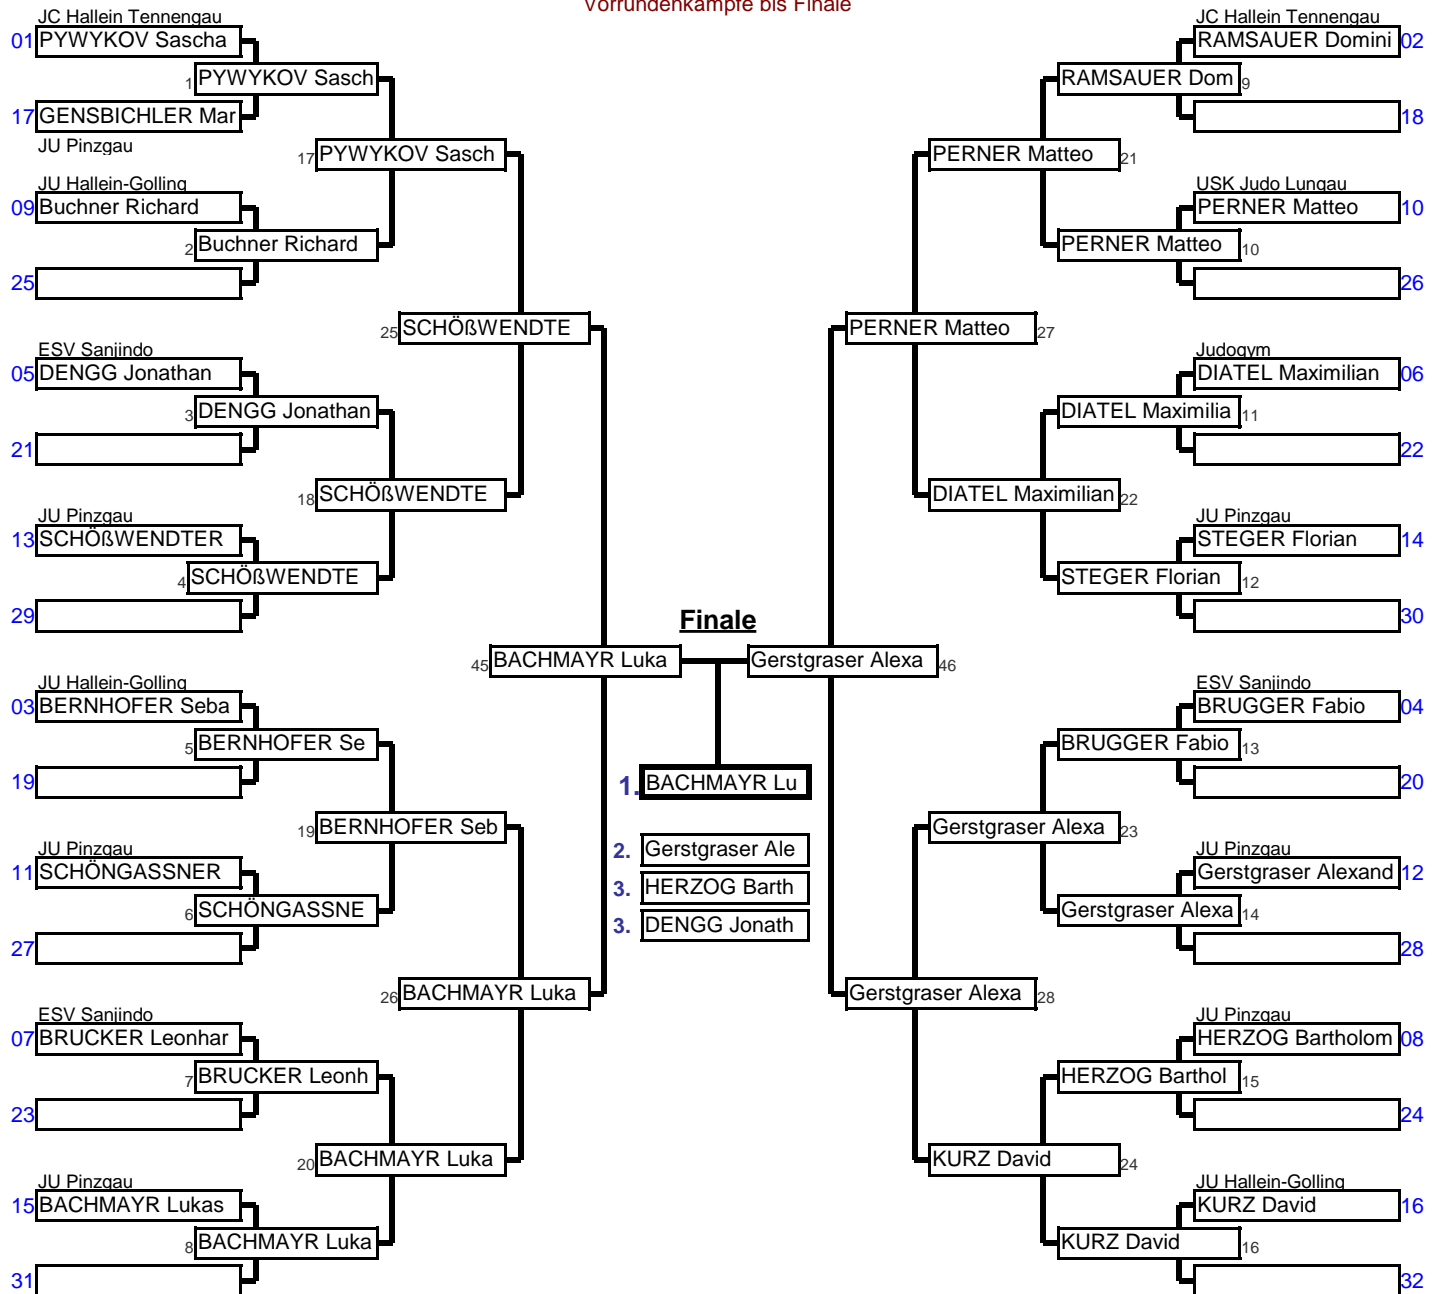 Vorrundenkämpfe bis Finale
JC Hallein Tennengau
01 PYWYKOV Sascha
1 PYWYKOV Sasch
17 GENSBICHLER Mar
JU Pinzgau
17 PYWYKOV Sasch
JU Hallein-Golling
09 Buchner Richard
2 Buchner Richard
25
25 SCHÖßWENDTE
ESV Sanjindo
05 DENGG Jonathan
3 DENGG Jonathan
21
18 SCHÖßWENDTE
JU Pinzgau
13 SCHÖßWENDTER
4 SCHÖßWENDTE
29
45 BACHMAYR Luka
JU Hallein-Golling
03 BERNHOFER Seba
5 BERNHOFER Se
19
19 BERNHOFER Seb
JU Pinzgau
11 SCHÖNGASSNER
6 SCHÖNGASSNE
27
26 BACHMAYR Luka
ESV Sanjindo
07 BRUCKER Leonhar
7 BRUCKER Leonh
23
20 BACHMAYR Luka
JU Pinzgau
15 BACHMAYR Lukas
8 BACHMAYR Luka
31
Finale
1. BACHMAYR Lu
2. Gerstgraser Ale
3. HERZOG Barth
3. DENGG Jonath
JC Hallein Tennengau
RAMSAUER Domini 02
RAMSAUER Dom 9
18
PERNER Matteo 21
USK Judo Lungau
PERNER Matteo 10
PERNER Matteo 10
26
PERNER Matteo 27
Judogym
DIATEL Maximilian 06
DIATEL Maximilia 11
22
DIATEL Maximilian 22
JU Pinzgau
STEGER Florian 14
STEGER Florian 12
30
Gerstgraser Alexa 46
ESV Sanjindo
BRUGGER Fabio 04
BRUGGER Fabio 13
20
Gerstgraser Alexa 23
JU Pinzgau
Gerstgraser Alexand 12
Gerstgraser Alexa 14
28
Gerstgraser Alexa 28
JU Pinzgau
HERZOG Bartholom 08
HERZOG Barthol 15
24
KURZ David 24
JU Hallein-Golling
KURZ David 16
KURZ David 16
32